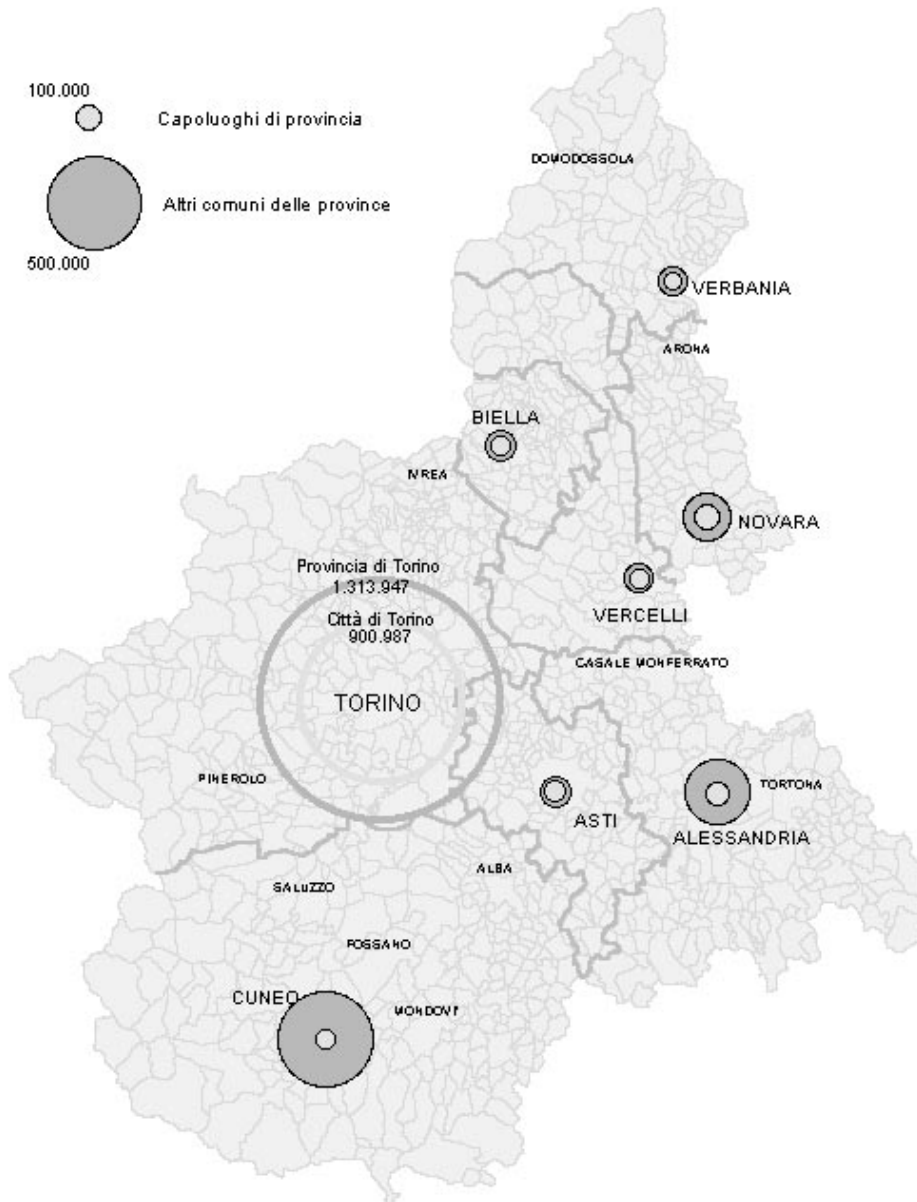 100.000
Capoluoghi di provincia
Altri comuni delle province
500.000
DOMODOSSOLA
VERBANIA
ARONA
BIELLA
IVREA
NOVARA
Provincia di Torino
1.313.947
VERCELLI
Città di Torino
900.987
CASALE MONFERRATO
TORINO
PINEROLO
TORTONA
ASTI
ALESSANDRIA
ALBA
SALUZZO
FOSSANO
CUNEO
MONDOVI'